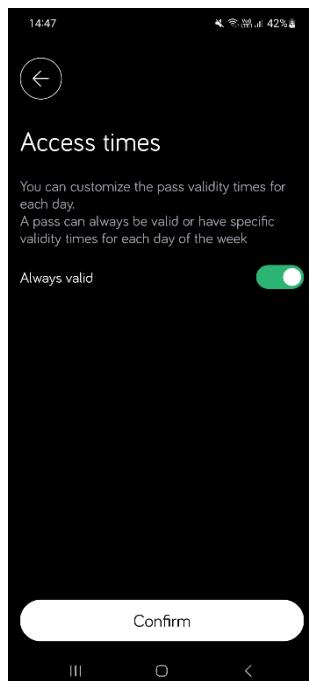 14:47
42%
Access times
You can customize the pass validity times for
each day.
A pass can always be valid or have specific
validity times for each day of the week
Always valid
Confirm